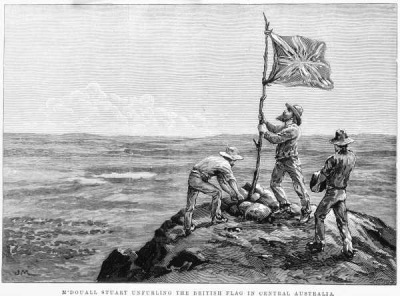 J.M.
M'DOUALL STUART UNFURLING THE BRITISH FLAG IN CENTRAL AUSTRALIA.